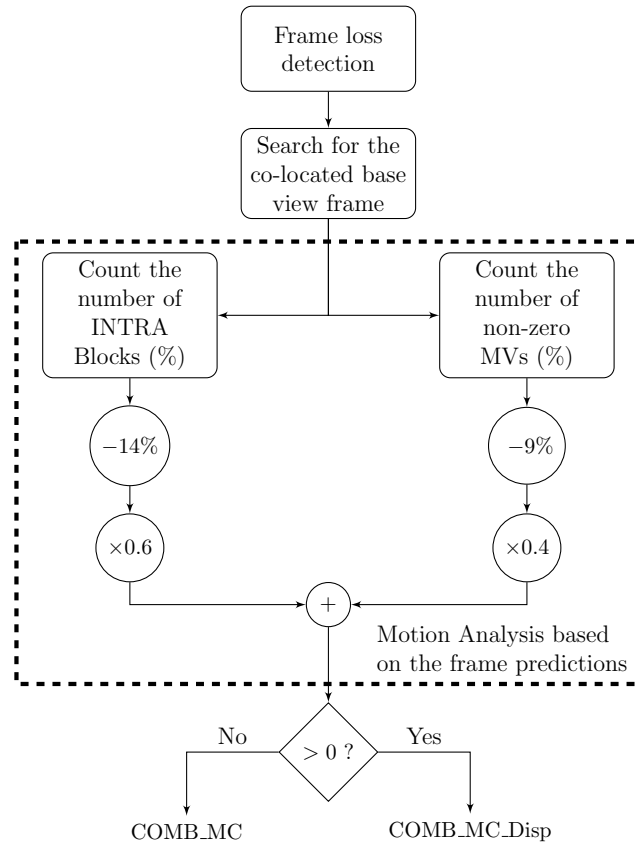 Frame loss
detection
Search for the
co-located base
view frame
Count the
number of
INTRA
Blocks (%)
Count the
number of
non-zero
MVs (%)
−14%
−9%
×0.6
×0.4
+
Motion Analysis based
on the frame predictions
No
> 0 ?
Yes
COMB_MC
COMB_MC_Disp